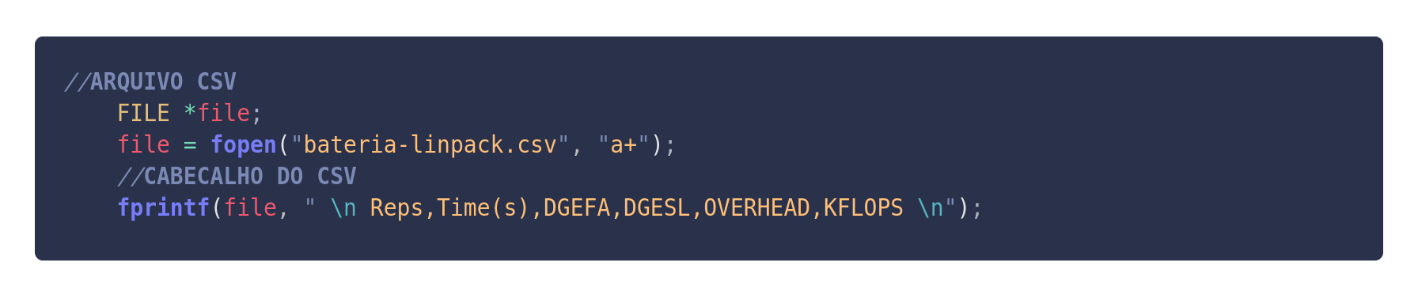 //ARQUIVO CSV
    FILE *file;
    file = fopen("bateria-linpack.csv", "a+");
    //CABECALHO DO CSV
    fprintf(file, " \n Reps,Time(s),DGEFA,DGESL,OVERHEAD,KFLOPS \n");